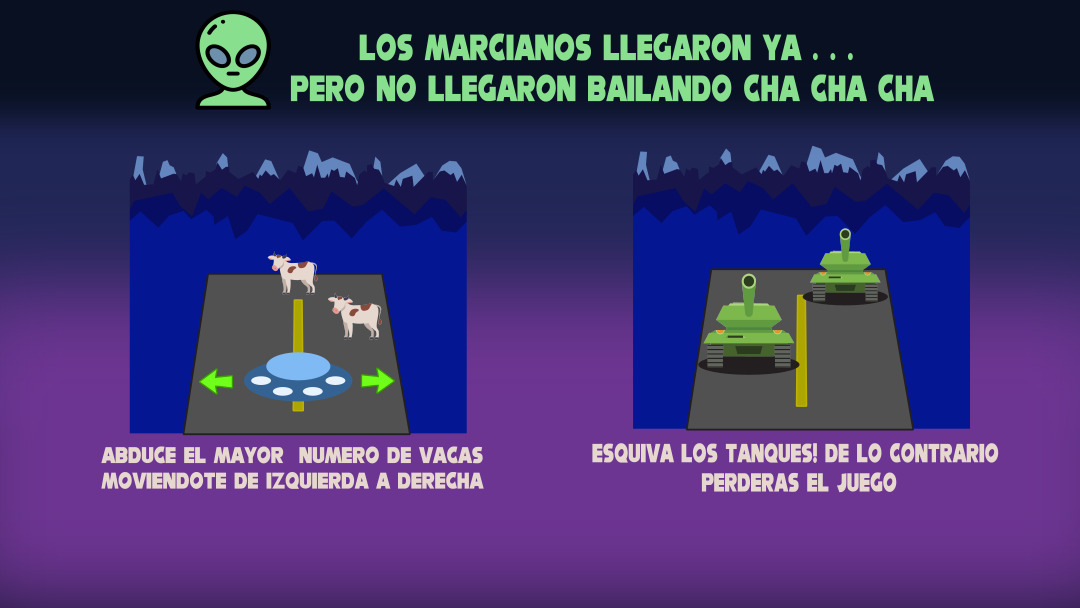 LOS MARCIANOS LLEGARON YA . . .
PERO NO LLEGARON BAILANDO CHA CHA CHA
ABDUCE EL MAYOR NUMERO DE VACAS
MOVIENDOTE DE IZQUIERDA A DERECHA
ESQUIVA LOS TANQUES! DE LO CONTRARIO
PERDERAS EL JUEGO